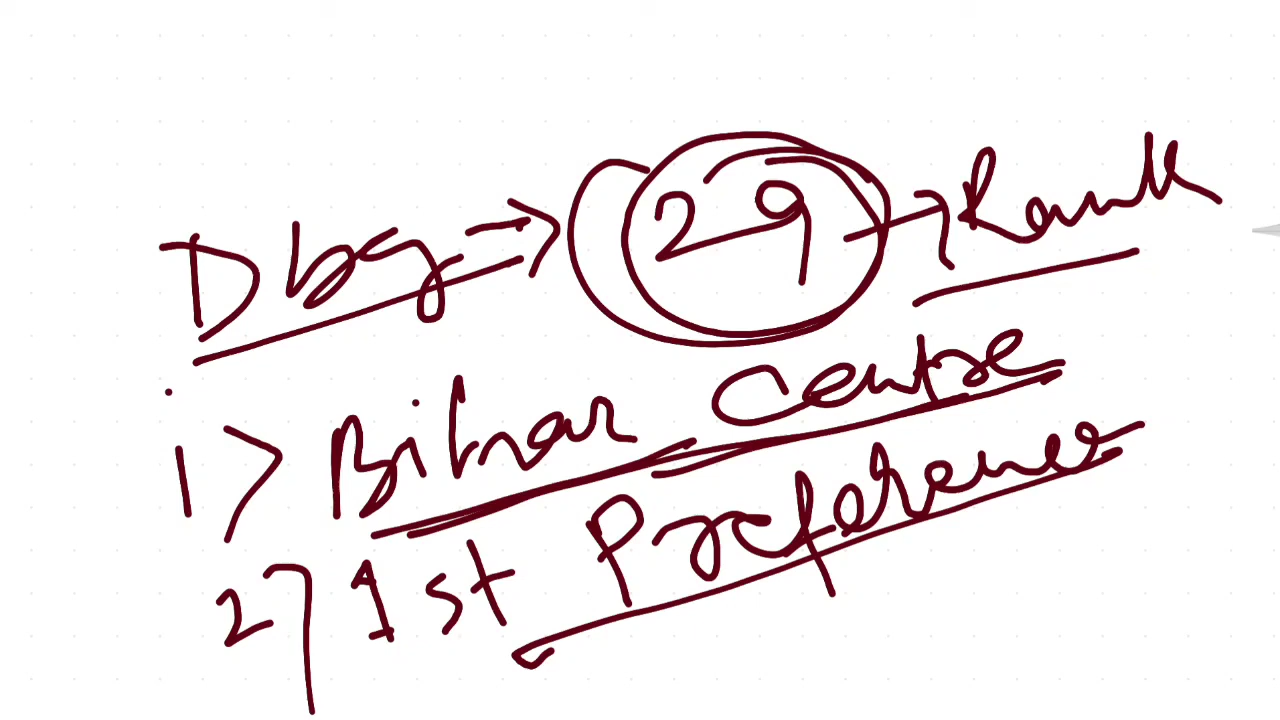 Dbg → 29 → Rank
1> Bihar Centre
2) 1st Preference